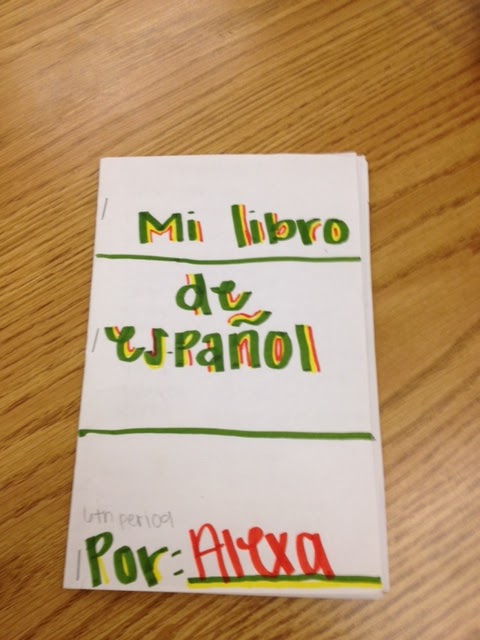 Mi libro
de
español
6th period
Por: Alexa